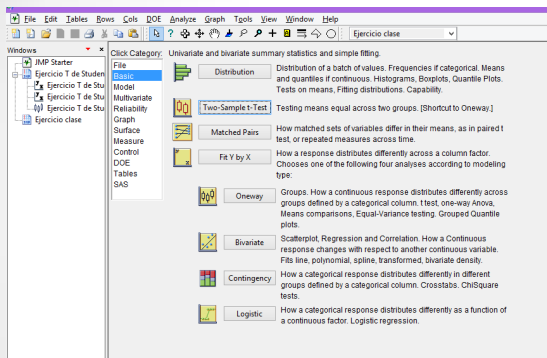 File Edit Tables Rows Cols DOE Analyze Graph Tools View Window Help
Ejercicio clase
Windows
JMP Starter
Ejercicio T de Studen
Ejercicio T de Stu
Ejercicio T de Stu
Ejercicio T de Stu
Ejercicio clase
Click Category:
File
Basic
Model
Multivariate
Reliability
Graph
Surface
Measure
Control
DOE
Tables
SAS
Univariate and bivariate summary statistics and simple fitting.
Distribution
Distribution of a batch of values. Frequencies if categorical. Means
and quantiles if continuous. Histograms, Boxplots, Quantile Plots.
Tests on means, Fitting distributions. Capability.
Two-Sample t-Test
Testing means equal across two groups. [Shortcut to Oneway.]
Matched Pairs
How matched sets of variables differ in their means, as in paired t
test, or repeated measures across time.
Fit Y by X
How a response distributes differently across a column factor.
Chooses one of the following four analyses according to modeling
type:
Oneway
Groups. How a continuous response distributes differently across
groups defined by a categorical column. t test, one-way Anova,
Means comparisons, Equal-Variance testing. Grouped Quantile
plots.
Bivariate
Scatterplot, Regression and Correlation. How a Continuous
response changes with respect to another continuous variable.
Fits line, polynomial, spline, transformed, bivariate density.
Contingency
How a categorical response distributes differently in different
groups defined by a categorical column. Crosstabs. ChiSquare
tests.
Logistic
How a categorical response distributes differently as a function of
a continuous factor. Logistic regression.